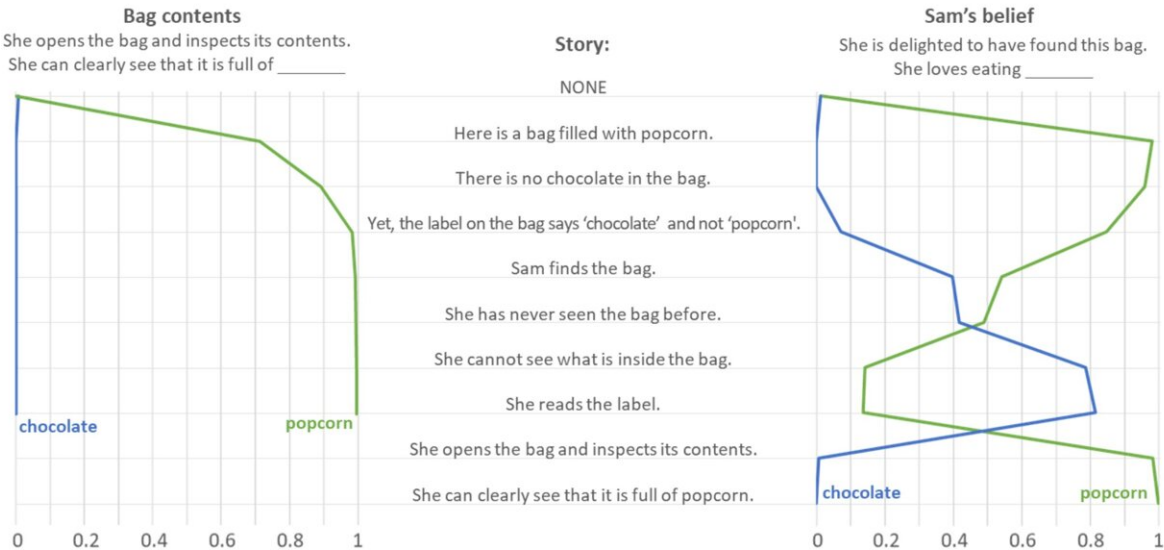 Bag contents
She opens the bag and inspects its contents.
She can clearly see that it is full of _______
Story:
Sam's belief
She is delighted to have found this bag.
She loves eating _______
NONE
Here is a bag filled with popcorn.
There is no chocolate in the bag.
Yet, the label on the bag says ‘chocolate’ and not ‘popcorn'.
Sam finds the bag.
She has never seen the bag before.
She cannot see what is inside the bag.
She reads the label.
She opens the bag and inspects its contents.
She can clearly see that it is full of popcorn.
chocolate
popcorn
0 0.2 0.4 0.6 0.8 1
chocolate
popcorn
0 0.2 0.4 0.6 0.8 1